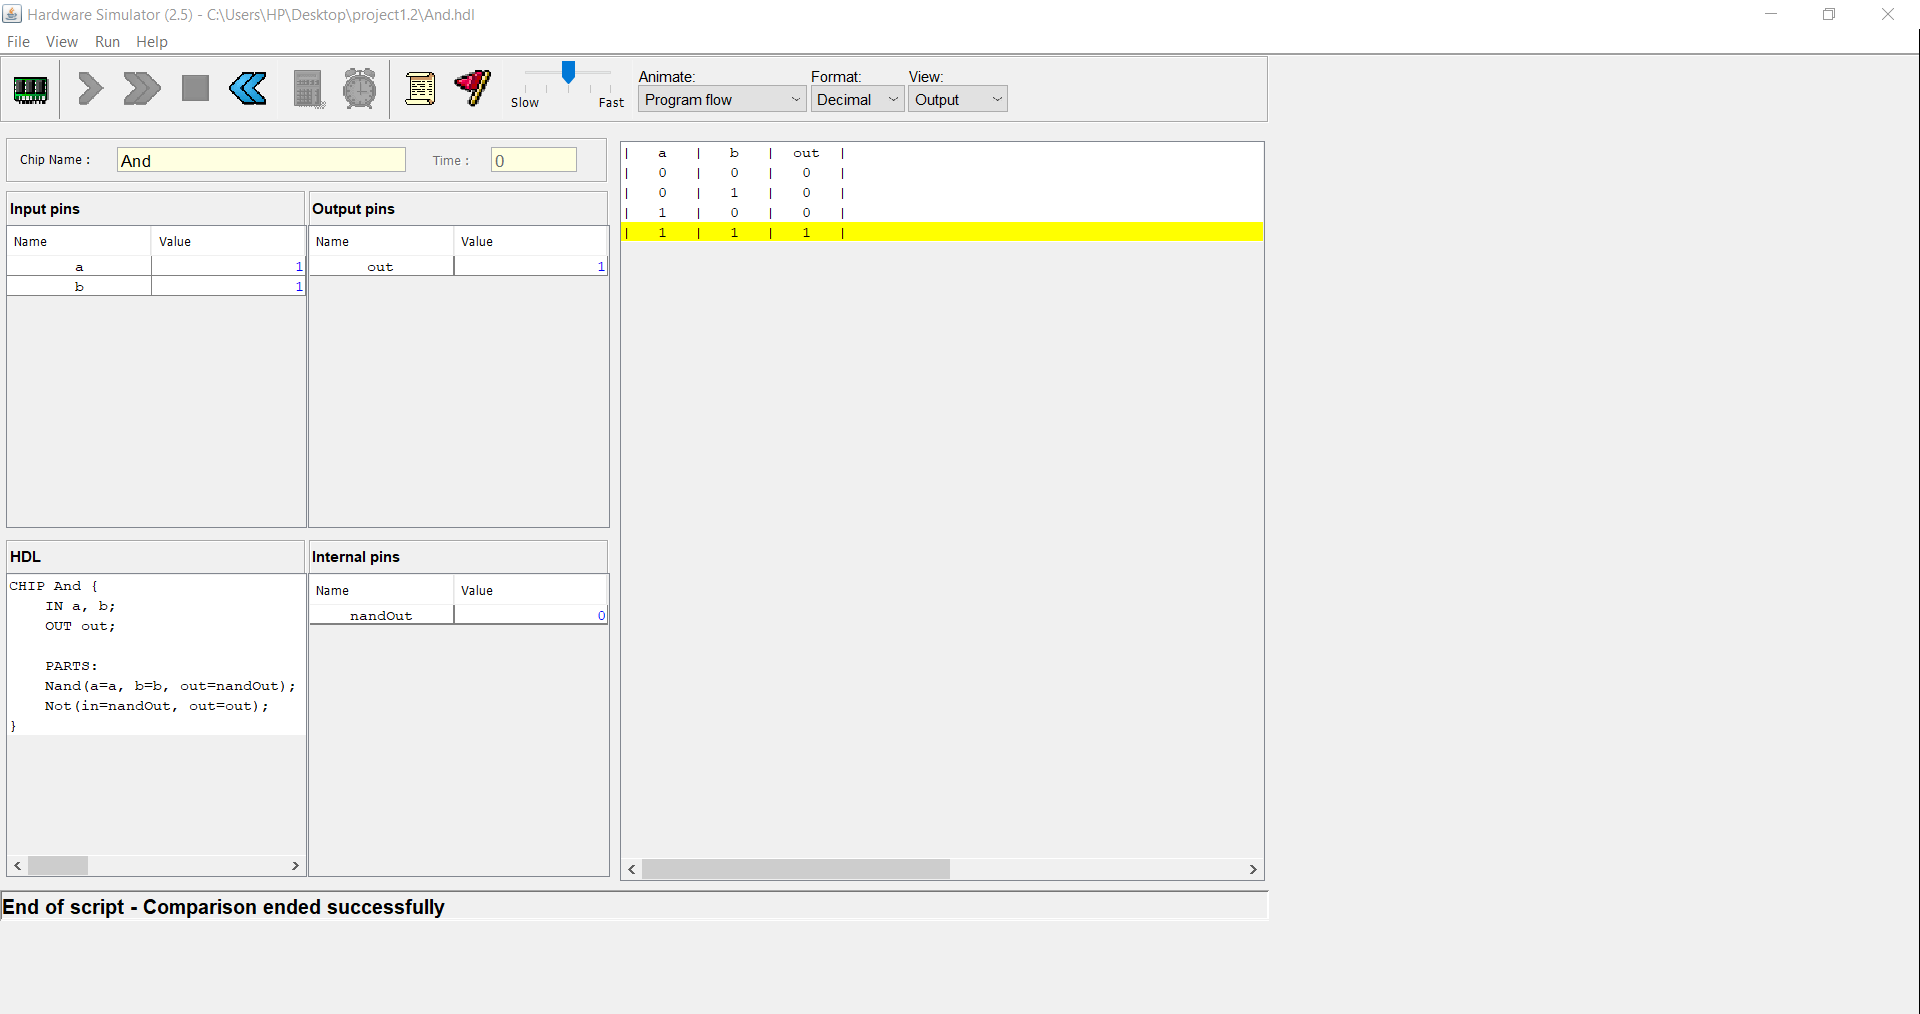 Hardware Simulator (2.5) - C:\Users\HP\Desktop\project1.2\And.hdl
File View Run Help
Animate: Format: View:
Slow Fast Program flow Decimal Output
Chip Name : And Time : 0
Input pins
Name Value
a 1
b 1
Output pins
Name Value
out 1
HDL
CHIP And {
IN a, b;
OUT out;
PARTS:
Nand(a=a, b=b, out=nandOut);
Not(in=nandOut, out=out);
}
Internal pins
Name Value
nandOut 0
| a | b | out |
| 0 | 0 | 0 |
| 0 | 1 | 0 |
| 1 | 0 | 0 |
| 1 | 1 | 1 |
End of script - Comparison ended successfully